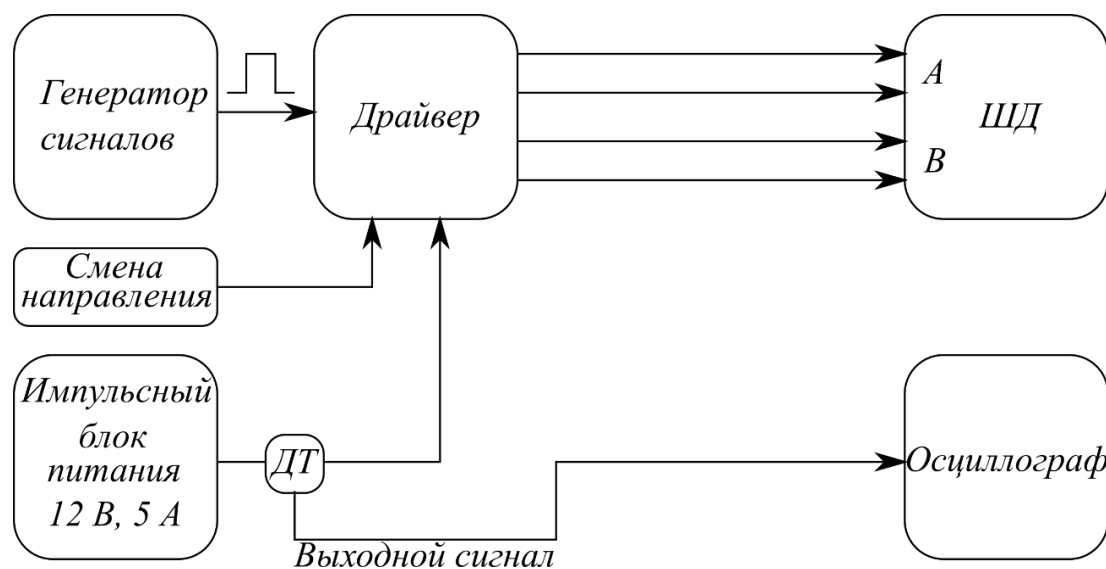 Генератор
сигналов
Драйвер
A
B
ШД
Смена
направления
Импульсный
блок
питания
12 В, 5 А
ДТ
Выходной сигнал
Осциллограф